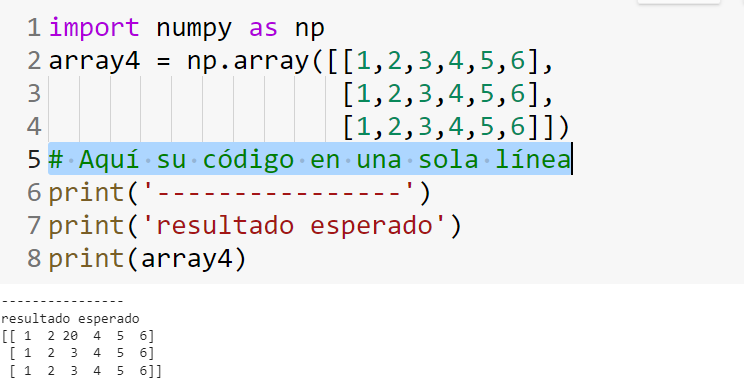 1 import numpy as np
2 array4 = np.array([[1,2,3,4,5,6],
3                    [1,2,3,4,5,6],
4                    [1,2,3,4,5,6]])
5 # Aquí su código en una sola línea
6 print('----------------')
7 print('resultado esperado')
8 print(array4)
----------------
resultado esperado
[[ 1  2 20  4  5  6]
 [ 1  2  3  4  5  6]
 [ 1  2  3  4  5  6]]